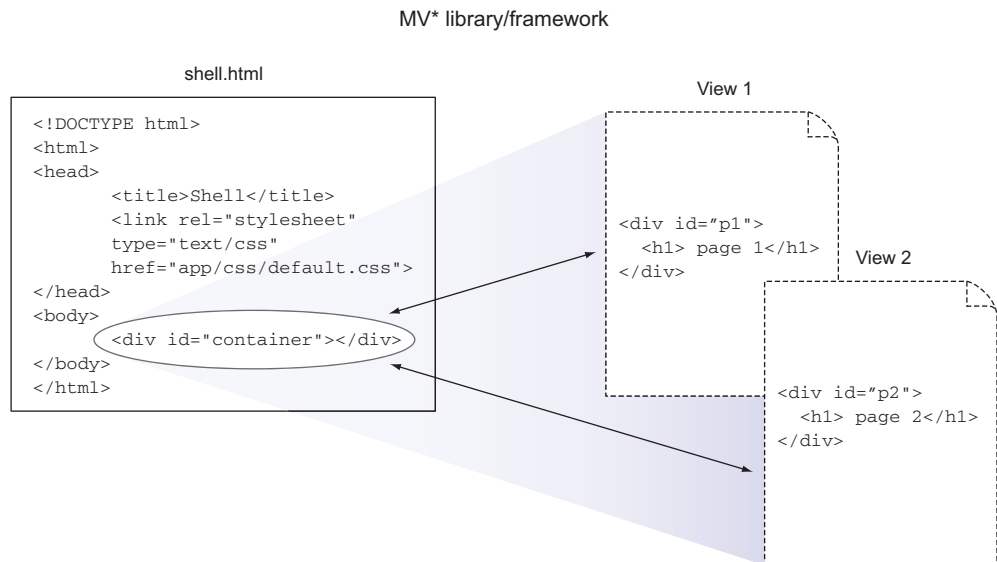 MV* library/framework
shell.html
<!DOCTYPE html>
<html>
<head>
<title>Shell</title>
<link rel="stylesheet"
type="text/css"
href="app/css/default.css">
</head>
<body>
<div id="container"></div>
</body>
</html>
View 1
<div id=”p1">
<h1> page 1</h1>
</div>
View 2
<div id=”p2">
<h1> page 2</h1>
</div>